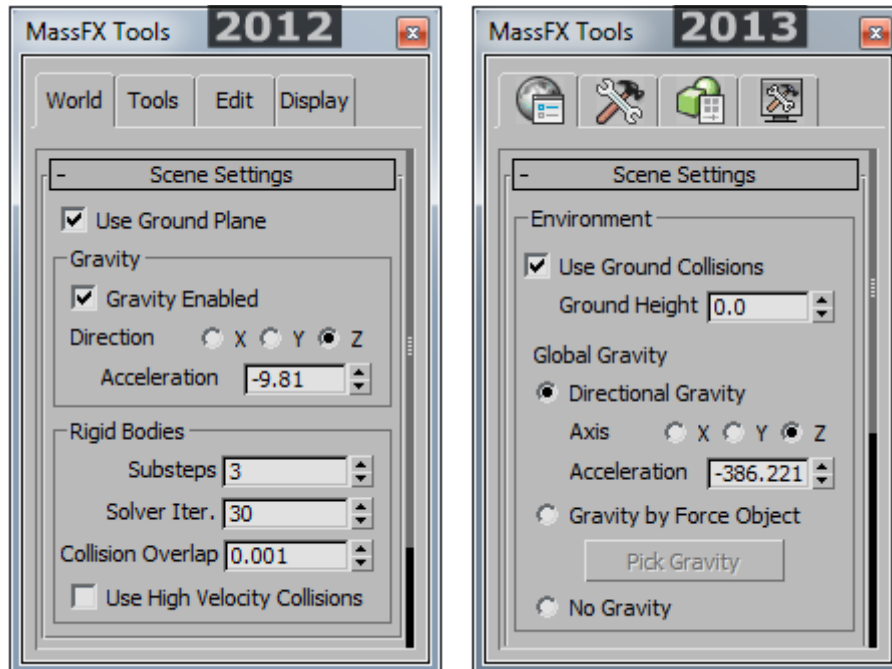 MassFX Tools 2012
World Tools Edit Display
- Scene Settings
Use Ground Plane
Gravity
Gravity Enabled
Direction X Y Z
Acceleration -9.81
Rigid Bodies
Substeps 3
Solver Iter. 30
Collision Overlap 0.001
Use High Velocity Collisions
MassFX Tools 2013
- Scene Settings
Environment
Use Ground Collisions
Ground Height 0.0
Global Gravity
Directional Gravity
Axis X Y Z
Acceleration -386.221
Gravity by Force Object
Pick Gravity
No Gravity